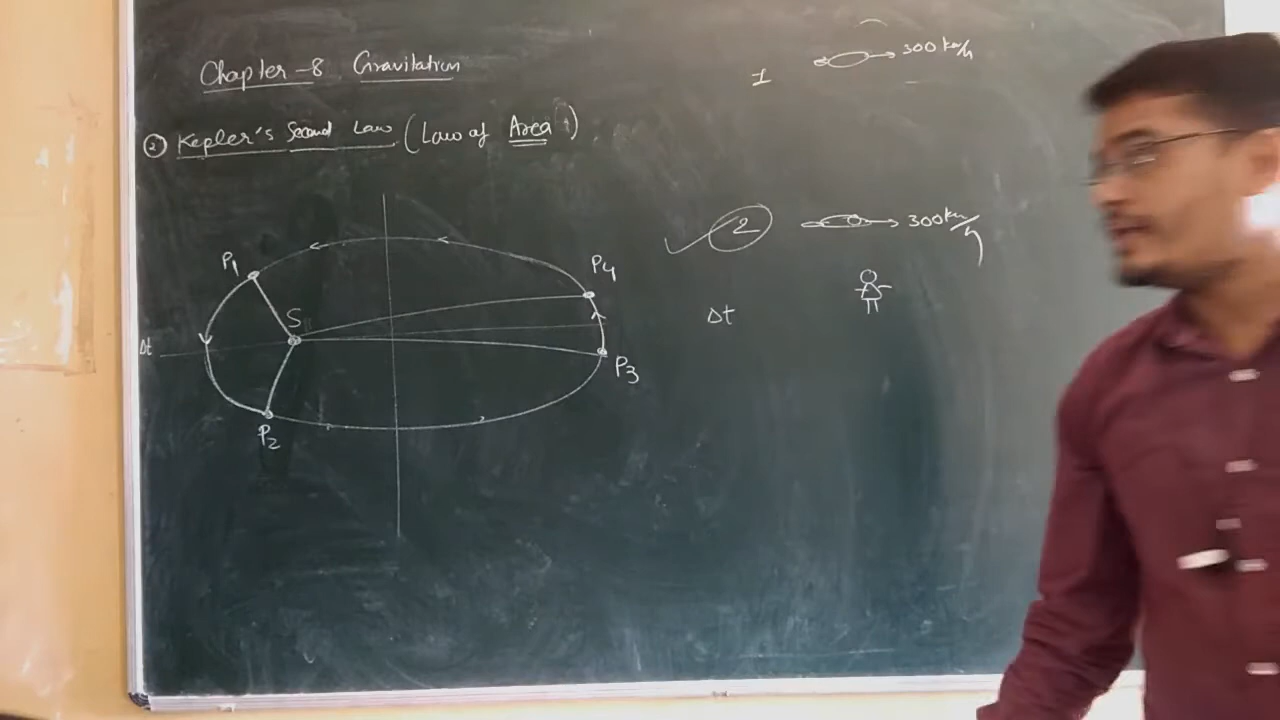 Chapter-8 Gravitation
1 300 km/h
② Kepler's Second Law (Law of Area)
2 300 km/h
P1
P4
S
Δt
Δt
P3
P2